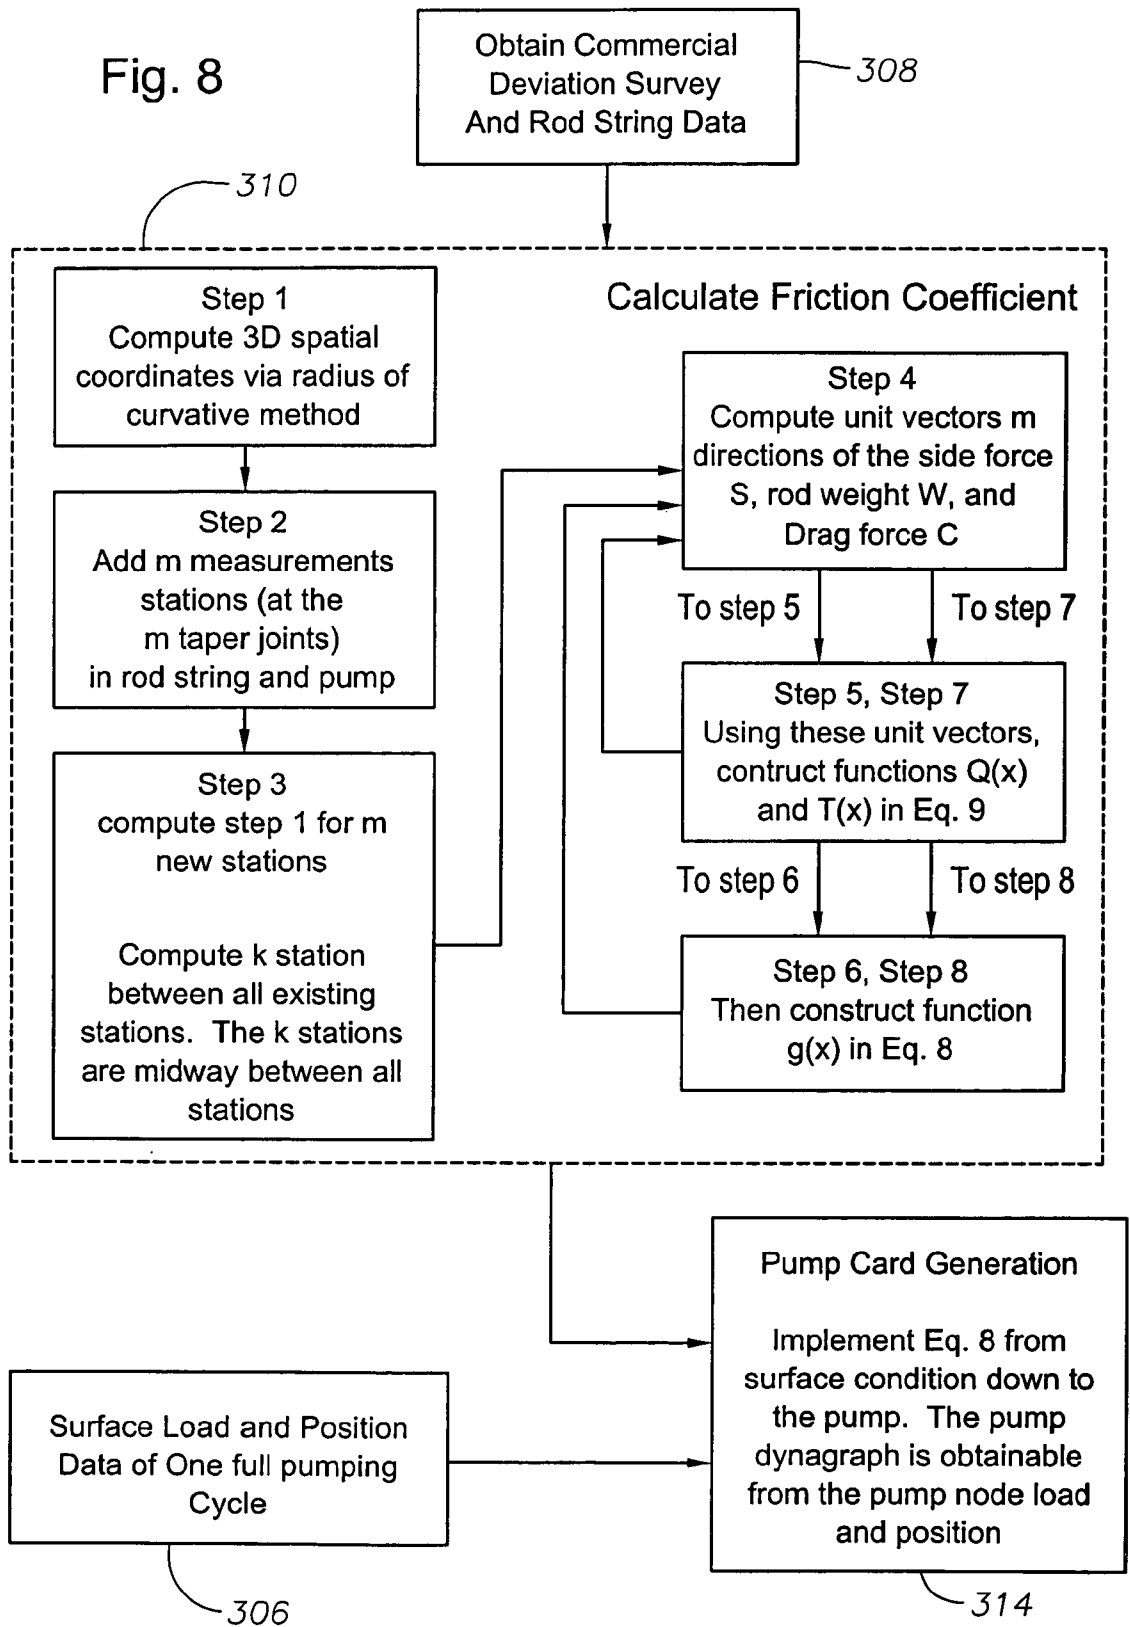 Fig. 8
Obtain Commercial
Deviation Survey
And Rod String Data
308
310
Calculate Friction Coefficient
Step 1
Compute 3D spatial
coordinates via radius of
curvative method
Step 2
Add m measurements
stations (at the
m taper joints)
in rod string and pump
Step 3
compute step 1 for m
new stations
Compute k station
between all existing
stations. The k stations
are midway between all
stations
Step 4
Compute unit vectors m
directions of the side force
S, rod weight W, and
Drag force C
To step 5
To step 7
Step 5, Step 7
Using these unit vectors,
contruct functions Q(x)
and T(x) in Eq. 9
To step 6
To step 8
Step 6, Step 8
Then construct function
g(x) in Eq. 8
Surface Load and Position
Data of One full pumping
Cycle
306
Pump Card Generation
Implement Eq. 8 from
surface condition down to
the pump. The pump
dynagraph is obtainable
from the pump node load
and position
314